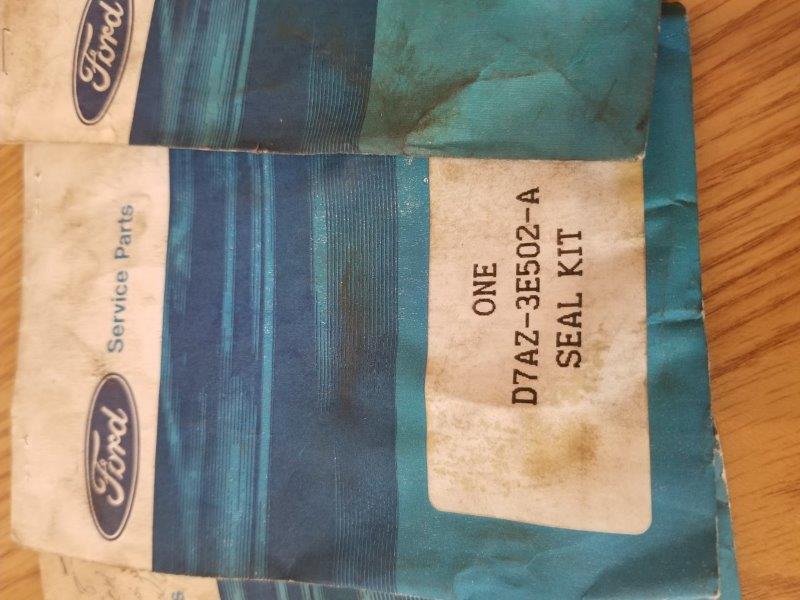 Ford
Ford
Service Parts
ONE
D7AZ-3E502-A
SEAL KIT